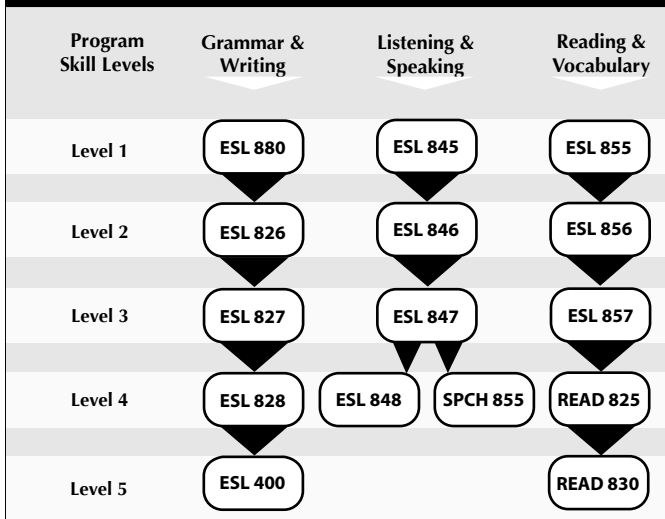 Program
Skill Levels
Grammar &
Writing
Listening &
Speaking
Reading &
Vocabulary
Level 1
ESL 880
ESL 845
ESL 855
Level 2
ESL 826
ESL 846
ESL 856
Level 3
ESL 827
ESL 847
ESL 857
Level 4
ESL 828
ESL 848
SPCH 855
READ 825
Level 5
ESL 400
READ 830